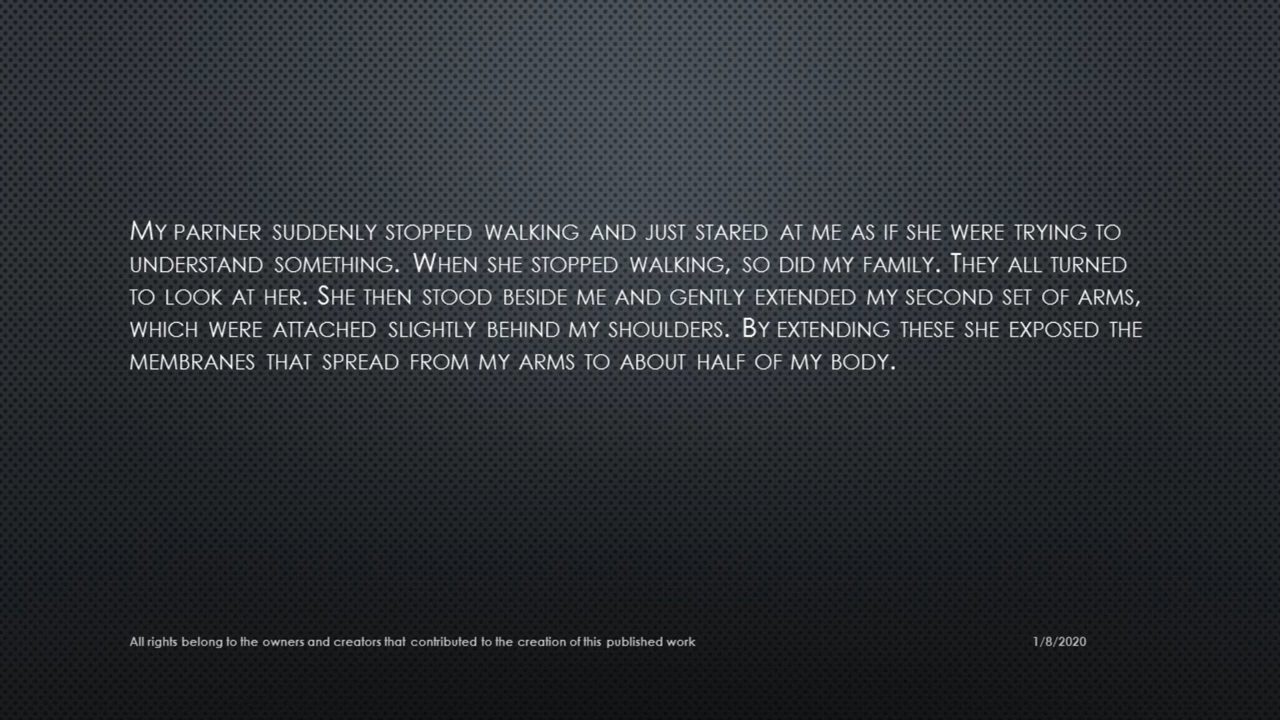 My partner suddenly stopped walking and just stared at me as if she were trying to
understand something. When she stopped walking, so did my family. They all turned
to look at her. She then stood beside me and gently extended my second set of arms,
which were attached slightly behind my shoulders. By extending these she exposed the
membranes that spread from my arms to about half of my body.
All rights belong to the owners and creators that contributed to the creation of this published work
1/8/2020